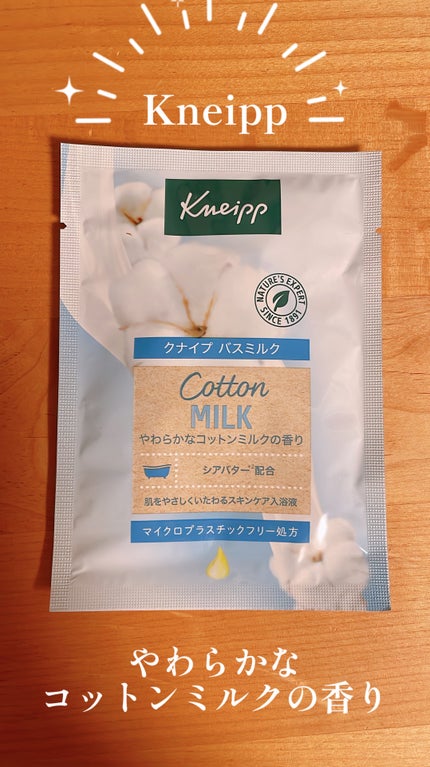 Kneipp
Kneipp
NATURE'S EXPERT
SINCE 1891
クナイプ バスミルク
Cotton
MILK
やわらかなコットンミルクの香り
シアバター*配合
肌をやさしくいたわるスキンケア入浴液
マイクロプラスチックフリー処方
やわらかな
コットンミルクの香り